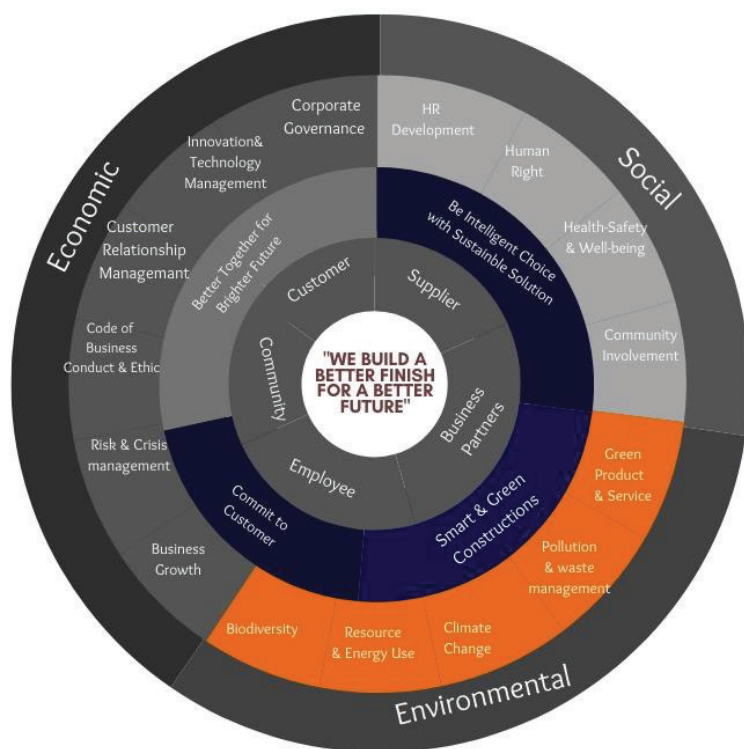 Economic
Social
Environmental
Corporate
Governance
Innovation&
Technology
Management
Customer
Relationship
Managemant
Code of
Business
Conduct & Ethic
Risk & Crisis
management
Business
Growth
HR
Development
Human
Right
Health-Safety
& Well-being
Community
Involvement
Green
Product
& Service
Pollution
& waste
management
Climate
Change
Resource
& Energy Use
Biodiversity
Better Together for
Brighter Future
Be Intelligent Choice
with Sustainble Solution
Smart & Green
Constructions
Commit to
Customer
Customer
Supplier
Business
Partners
Employee
Community
"WE BUILD A
BETTER FINISH
FOR A BETTER
FUTURE"